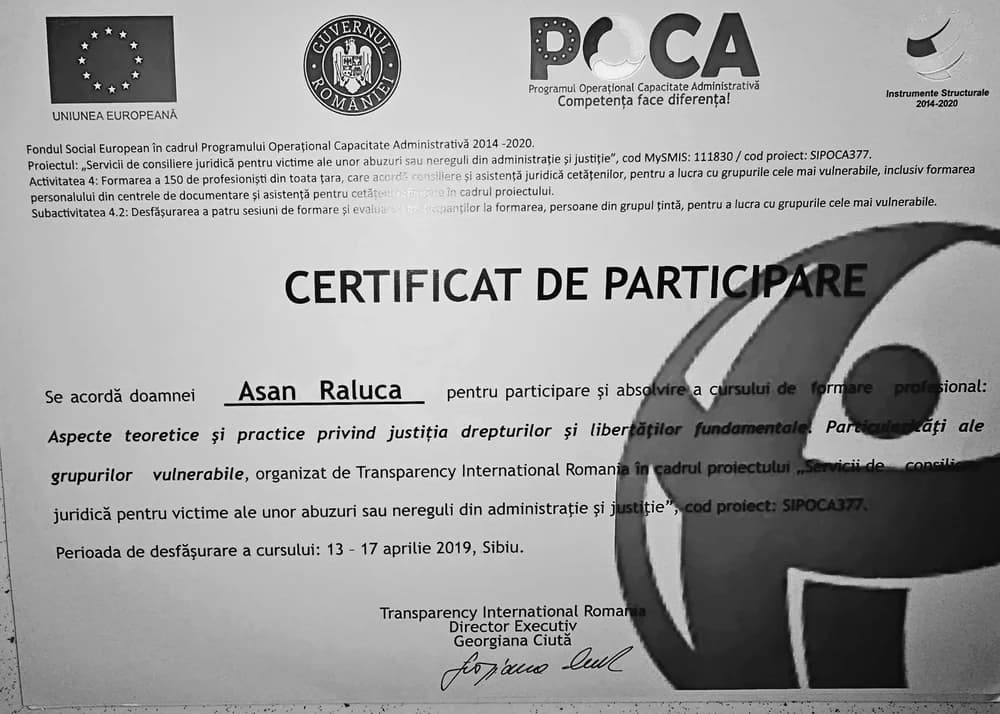 UNIUNEA EUROPEANĂ
GUVERNUL ROMÂNIEI
POCA
Programul Operațional Capacitate Administrativă
Competența face diferența!
Instrumente Structurale
2014-2020
Fondul Social European în cadrul Programului Operațional Capacitate Administrativă 2014 -2020.
Proiectul: „Servicii de consiliere juridică pentru victime ale unor abuzuri sau nereguli din administrație și justiție”, cod MySMIS: 111830 / cod proiect: SIPOCA377.
Activitatea 4: Formarea a 150 de profesioniști din toata țara, care acordă consiliere și asistență juridică cetățenilor, pentru a lucra cu grupurile cele mai vulnerabile, inclusiv formarea
personalului din centrele de documentare și asistență pentru în cadrul proiectului.
Subactivitatea 4.2: Desfășurarea a patru sesiuni de formare și la formarea, persoane din grupul țintă, pentru a lucra cu grupurile cele mai vulnerabile.
CERTIFICAT DE PARTICIPARE
Se acordă doamnei Asan Raluca pentru participare și absolvire a cursului de formare profesional:
Aspecte teoretice și practice privind justiția drepturilor și libertăților fundamentale. Particularități ale
grupurilor vulnerabile, organizat de Transparency International Romania în cadrul proiectului „Servicii de consiliere
juridică pentru victime ale unor abuzuri sau nereguli din administrație și justiție”, cod proiect: SIPOCA377.
Perioada de desfășurare a cursului: 13 - 17 aprilie 2019, Sibiu.
Transparency International Romania
Director Executiv
Georgiana Ciută